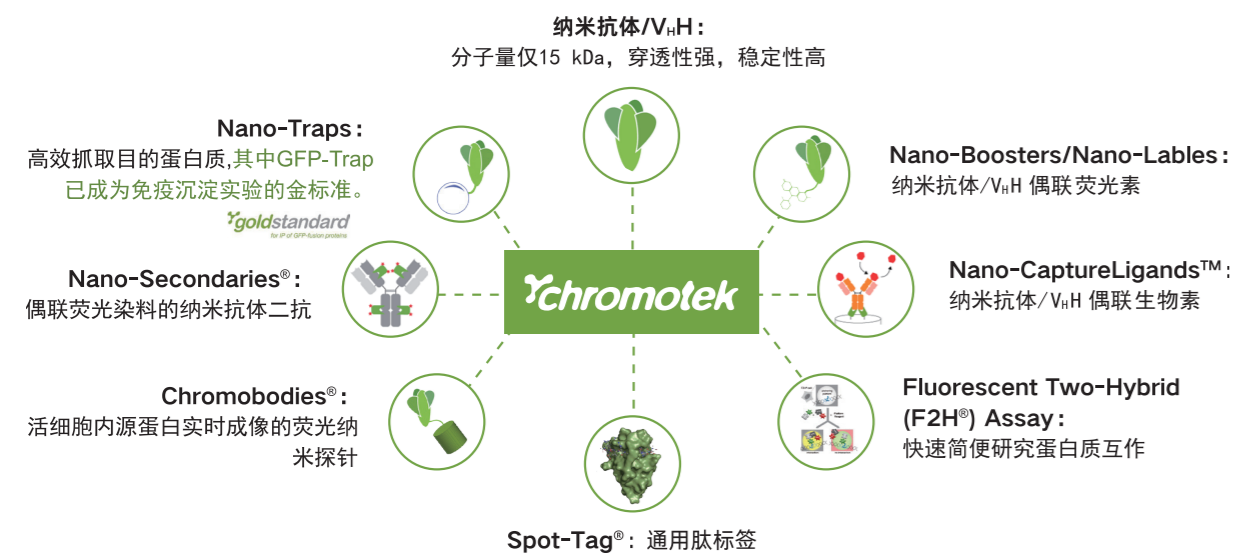 纳米抗体/VHH：
分子量仅15 kDa，穿透性强，稳定性高
Nano-Traps：
高效抓取目的蛋白质,其中GFP-Trap
已成为免疫沉淀实验的金标准。
goldstandard
for IP of GFP-fusion proteins
Nano-Boosters/Nano-Lables：
纳米抗体/VHH 偶联荧光素
Nano-Secondaries®：
偶联荧光染料的纳米抗体二抗
chromotek
Nano-CaptureLigands™：
纳米抗体/VHH 偶联生物素
Chromobodies®：
活细胞内源蛋白实时成像的荧光纳
米探针
Fluorescent Two-Hybrid
(F2H®) Assay：
快速简便研究蛋白质互作
Spot-Tag®：通用肽标签